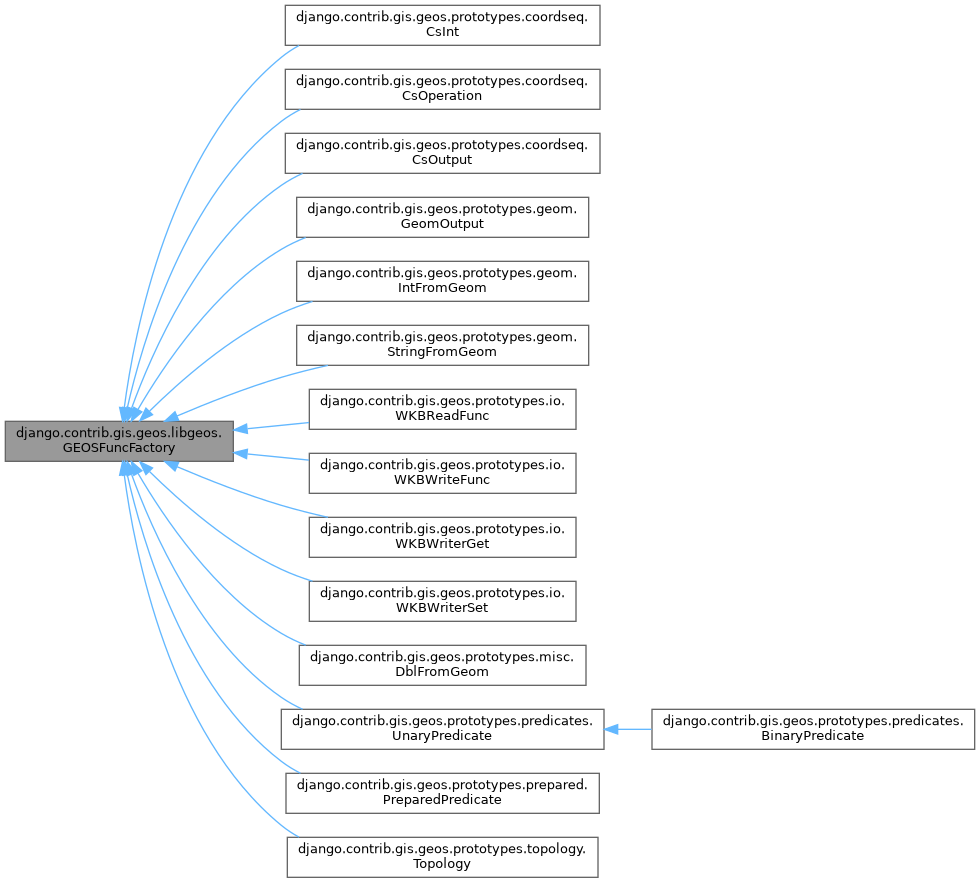 django.contrib.gis.geos.prototypes.coordseq.
CsInt
django.contrib.gis.geos.prototypes.coordseq.
CsOperation
django.contrib.gis.geos.prototypes.coordseq.
CsOutput
django.contrib.gis.geos.prototypes.geom.
GeomOutput
django.contrib.gis.geos.prototypes.geom.
IntFromGeom
django.contrib.gis.geos.prototypes.geom.
StringFromGeom
django.contrib.gis.geos.prototypes.io.
WKBReadFunc
django.contrib.gis.geos.libgeos.
GEOSFuncFactory
django.contrib.gis.geos.prototypes.io.
WKBWriteFunc
django.contrib.gis.geos.prototypes.io.
WKBWriterGet
django.contrib.gis.geos.prototypes.io.
WKBWriterSet
django.contrib.gis.geos.prototypes.misc.
DblFromGeom
django.contrib.gis.geos.prototypes.predicates.
UnaryPredicate
django.contrib.gis.geos.prototypes.predicates.
BinaryPredicate
django.contrib.gis.geos.prototypes.prepared.
PreparedPredicate
django.contrib.gis.geos.prototypes.topology.
Topology